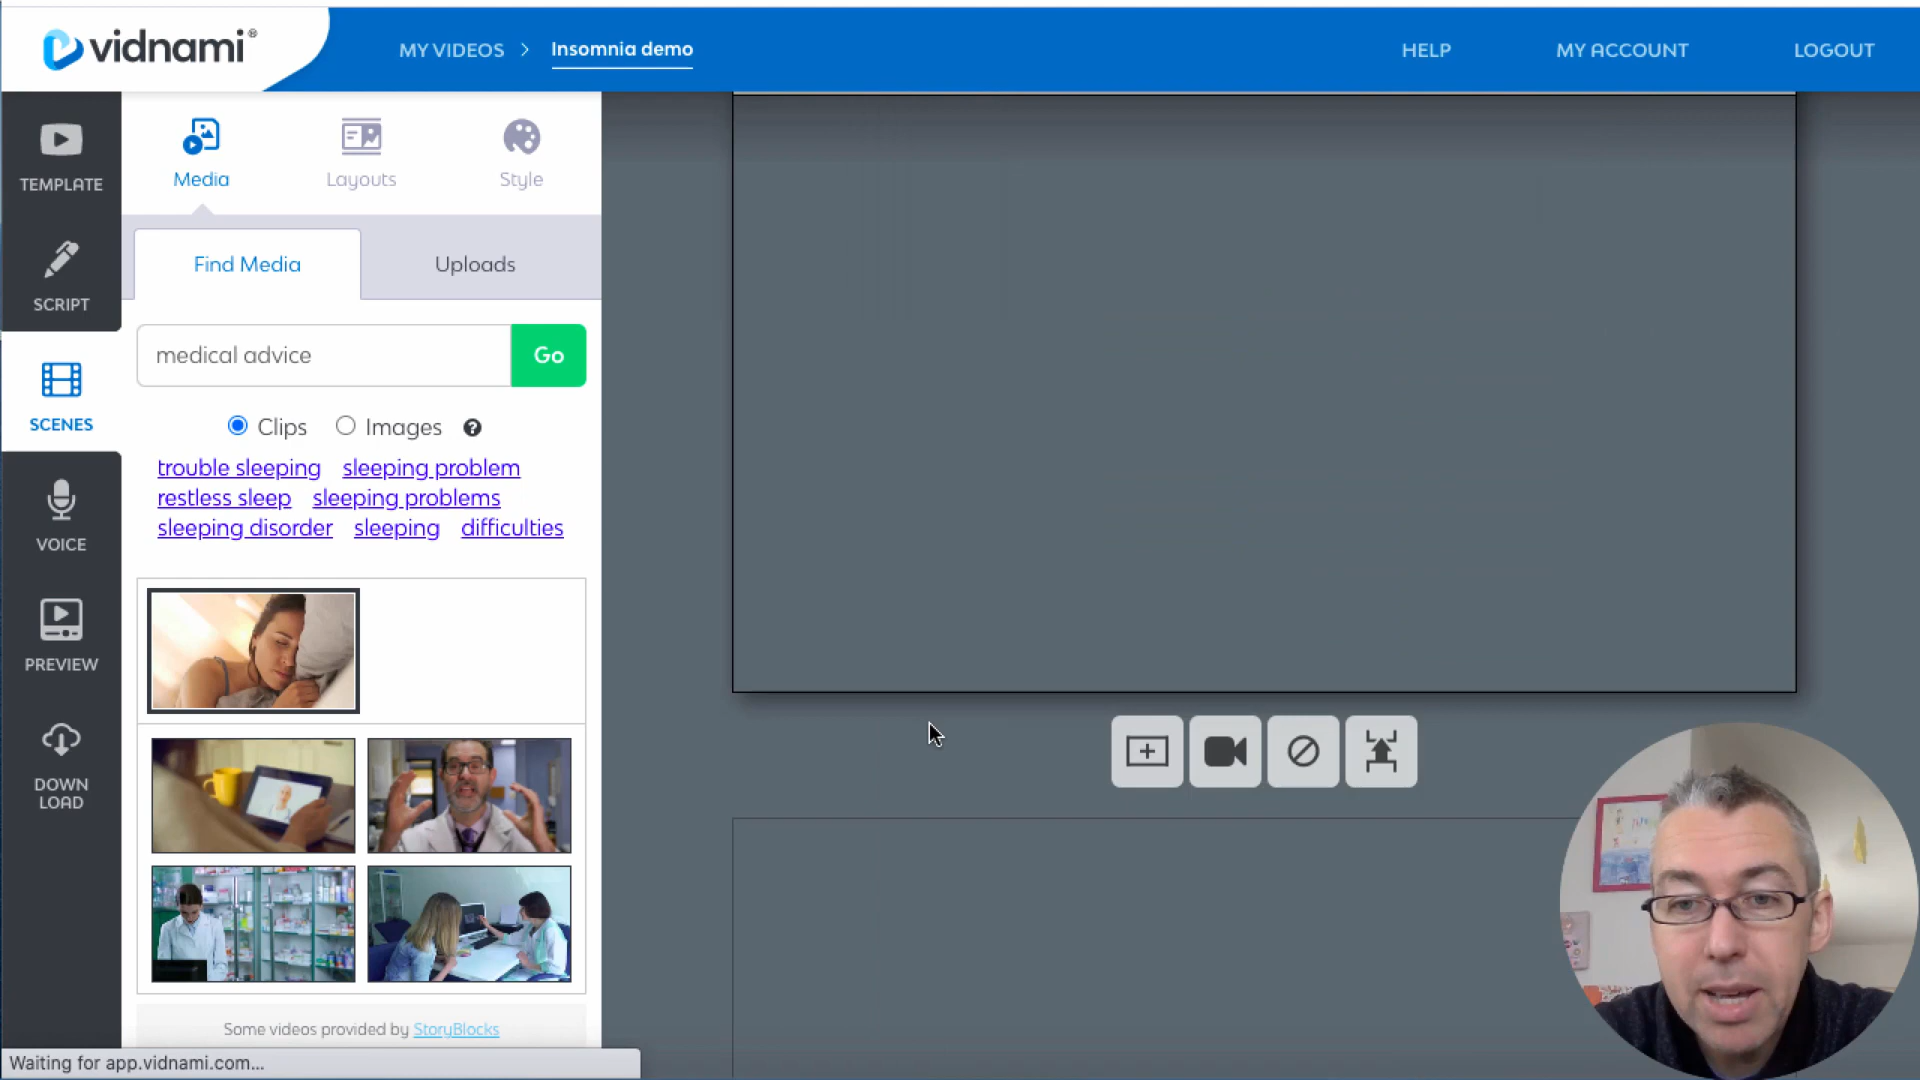 vidnami®
MY VIDEOS > Insomnia demo
HELP
MY ACCOUNT
LOGOUT
TEMPLATE
SCRIPT
SCENES
VOICE
PREVIEW
DOWN
LOAD
Media
Layouts
Style
Find Media
Uploads
medical advice
Go
Clips
Images
?
trouble sleeping sleeping problem
restless sleep sleeping problems
sleeping disorder sleeping difficulties
Some videos provided by StoryBlocks
Waiting for app.vidnami.com...